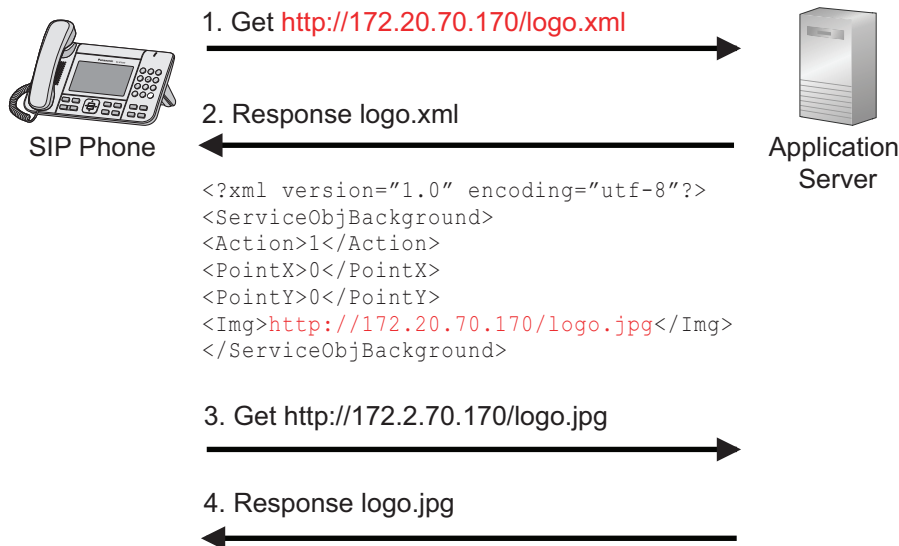 1. Get http://172.20.70.170/logo.xml
2. Response logo.xml
SIP Phone
Application
Server
<?xml version=”1.0” encoding=”utf-8”?>
<ServiceObjBackground>
<Action>1</Action>
<PointX>0</PointX>
<PointY>0</PointY>
<Img>http://172.20.70.170/logo.jpg</Img>
</ServiceObjBackground>
3. Get http://172.2.70.170/logo.jpg
4. Response logo.jpg